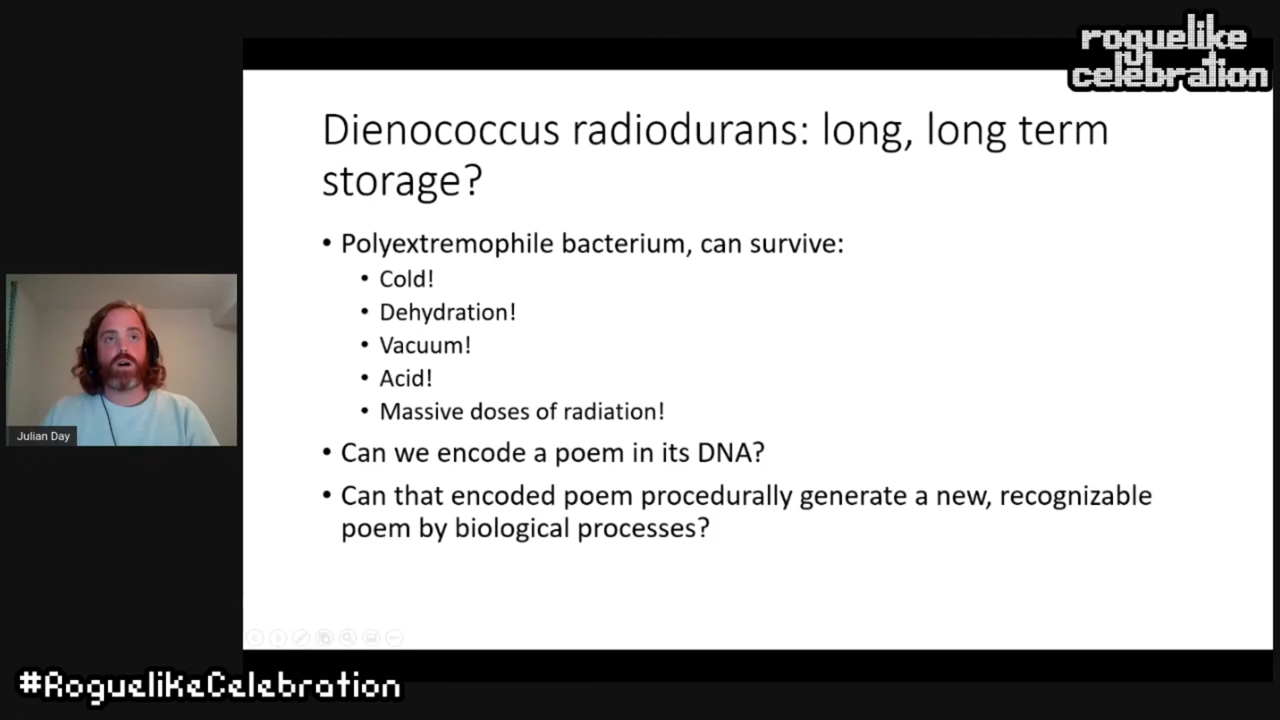 roguelike
celebration
Dienococcus radiodurans: long, long term
storage?
• Polyextremophile bacterium, can survive:
• Cold!
• Dehydration!
• Vacuum!
• Acid!
• Massive doses of radiation!
• Can we encode a poem in its DNA?
• Can that encoded poem procedurally generate a new, recognizable
poem by biological processes?
Julian Day
#RoguelikeCelebration